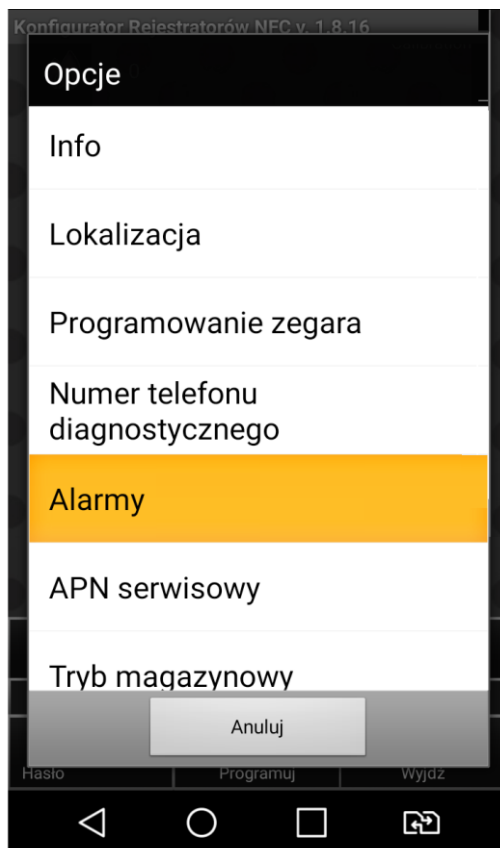 Konfigurator Rejestratorów NFC v. 1.8.16
Opcje
Info
Lokalizacja
Programowanie zegara
Numer telefonu
diagnostycznego
Alarmy
APN serwisowy
Tryb magazynowy
Anuluj
Hasło Programuj Wyjdź